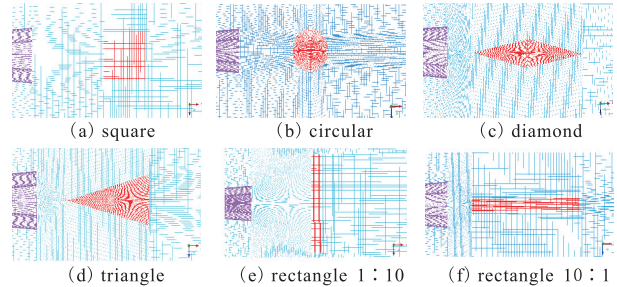 (a) square
(b) circular
(c) diamond
(d) triangle
(e) rectangle 1∶10
(f) rectangle 10∶1